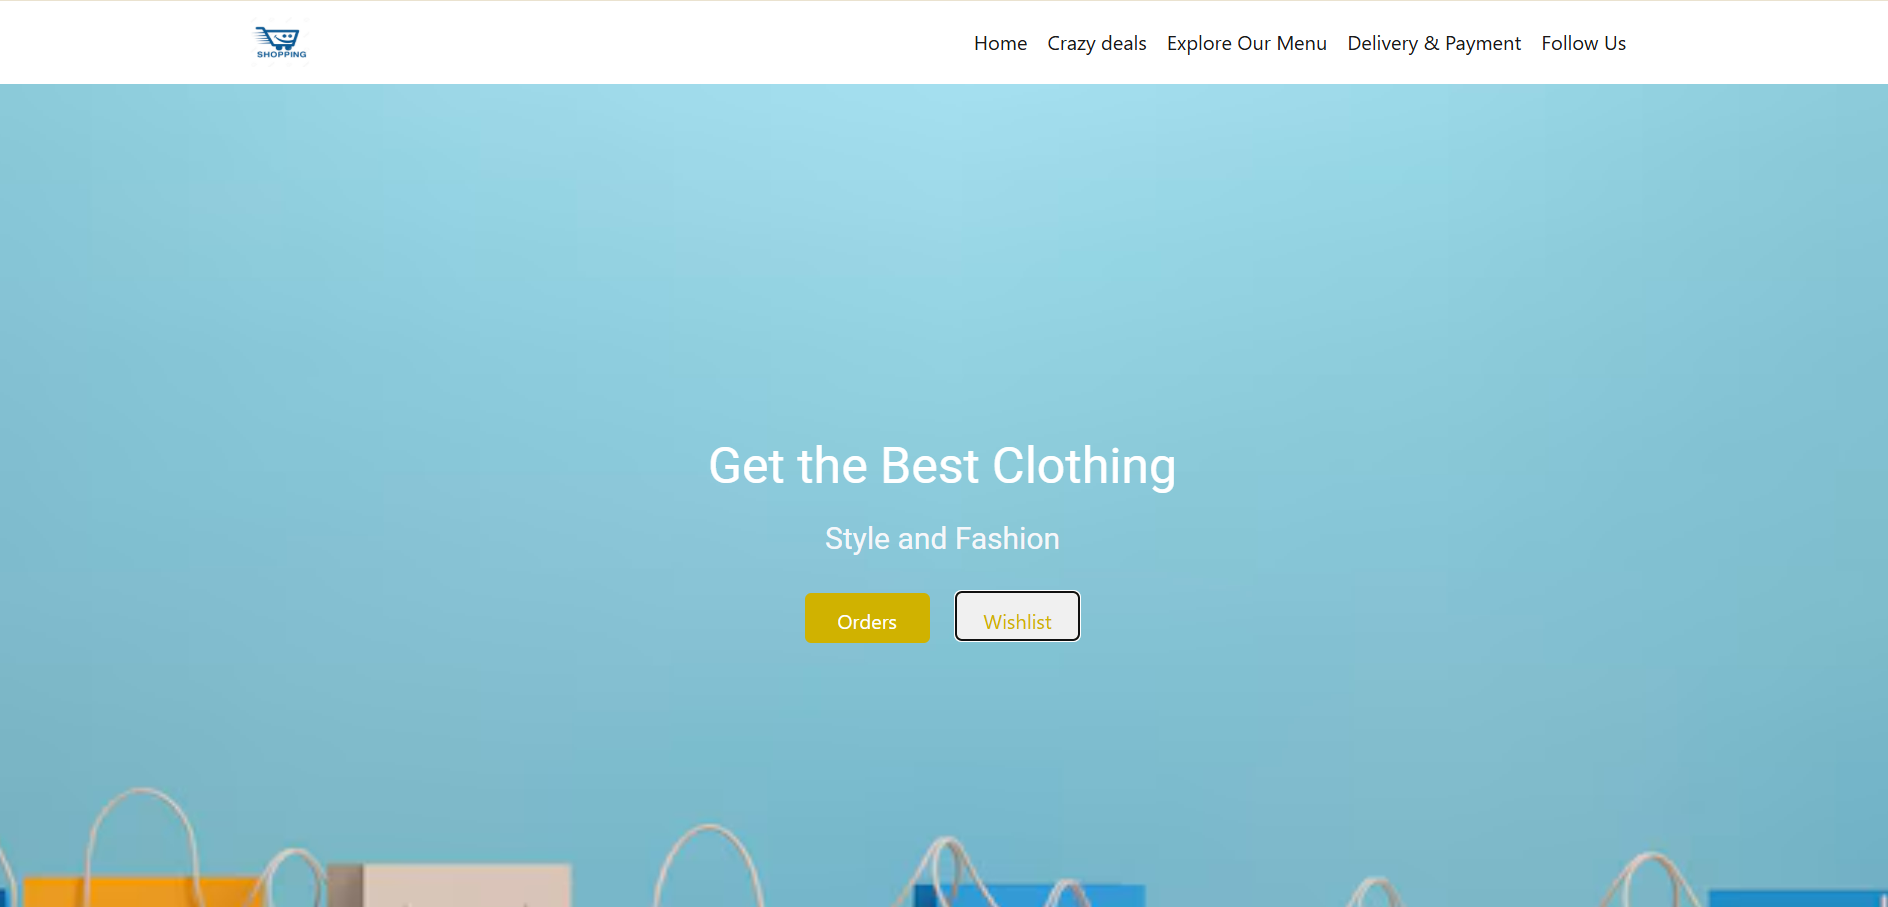 SHOPPING
Home Crazy deals Explore Our Menu Delivery & Payment Follow Us
Get the Best Clothing
Style and Fashion
Orders Wishlist